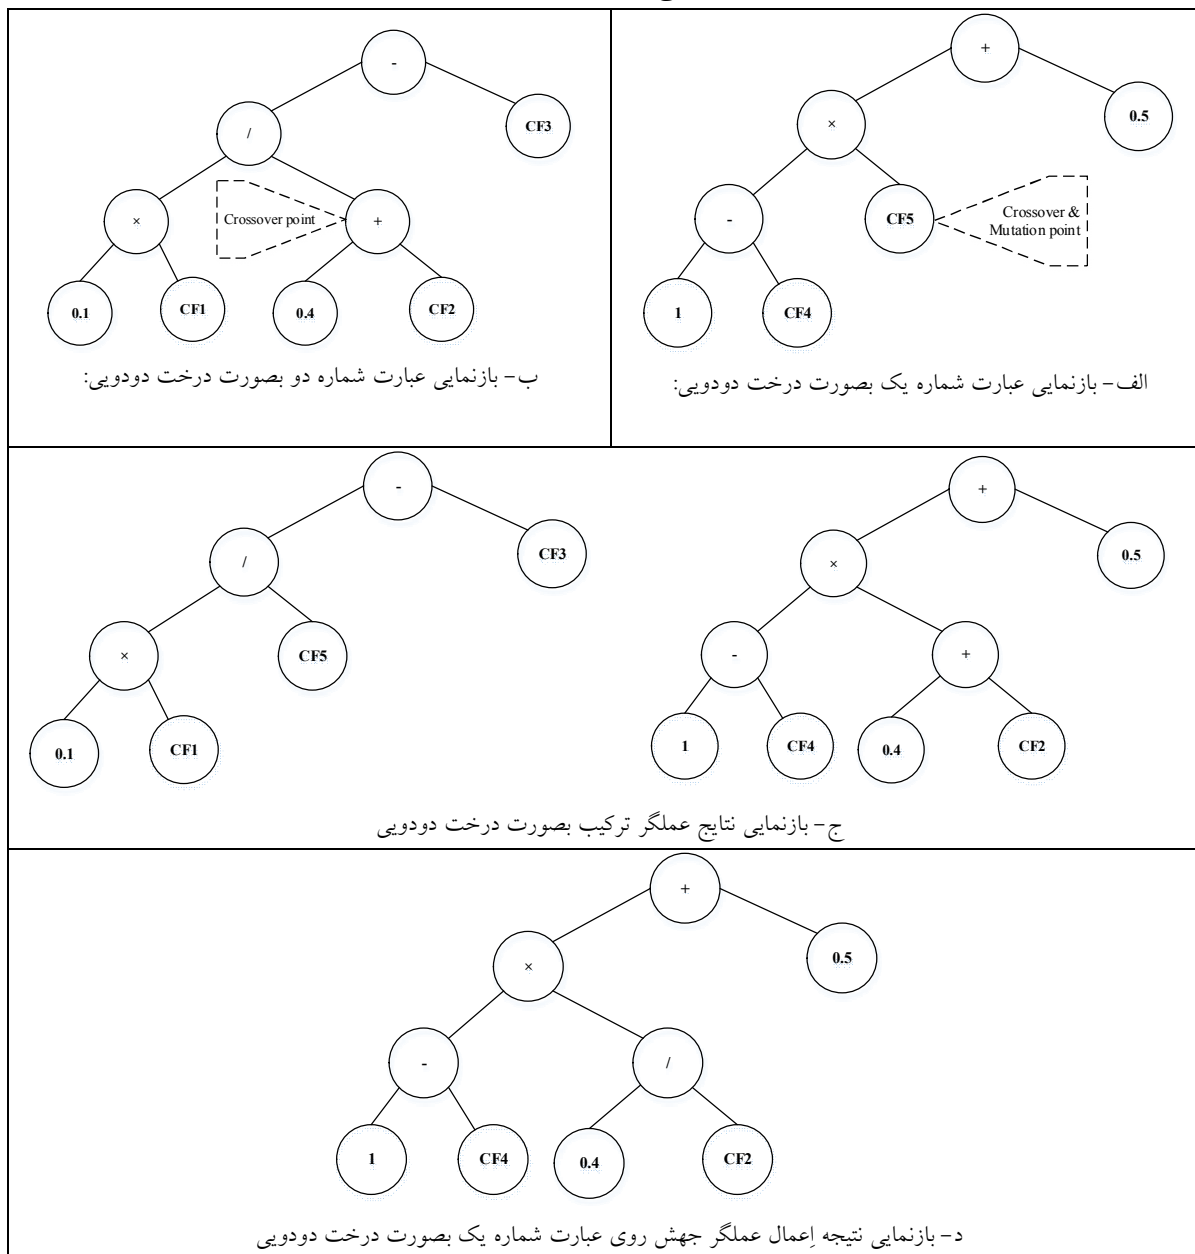 +
×
0.5
-
CF5
Crossover &
Mutation point
1
CF4
الف- بازنمایی عبارت شماره یک بصورت درخت دودویی:
-
/
CF3
×
Crossover point
+
0.1
CF1
0.4
CF2
ب- بازنمایی عبارت شماره دو بصورت درخت دودویی:
+
×
0.5
-
+
1
CF4
0.4
CF2
-
/
CF3
×
CF5
0.1
CF1
ج- بازنمایی نتایج عملگر ترکیب بصورت درخت دودویی
+
×
0.5
-
/
1
CF4
0.4
CF2
د- بازنمایی نتیجه اِعمال عملگر جهش روی عبارت شماره یک بصورت درخت دودویی